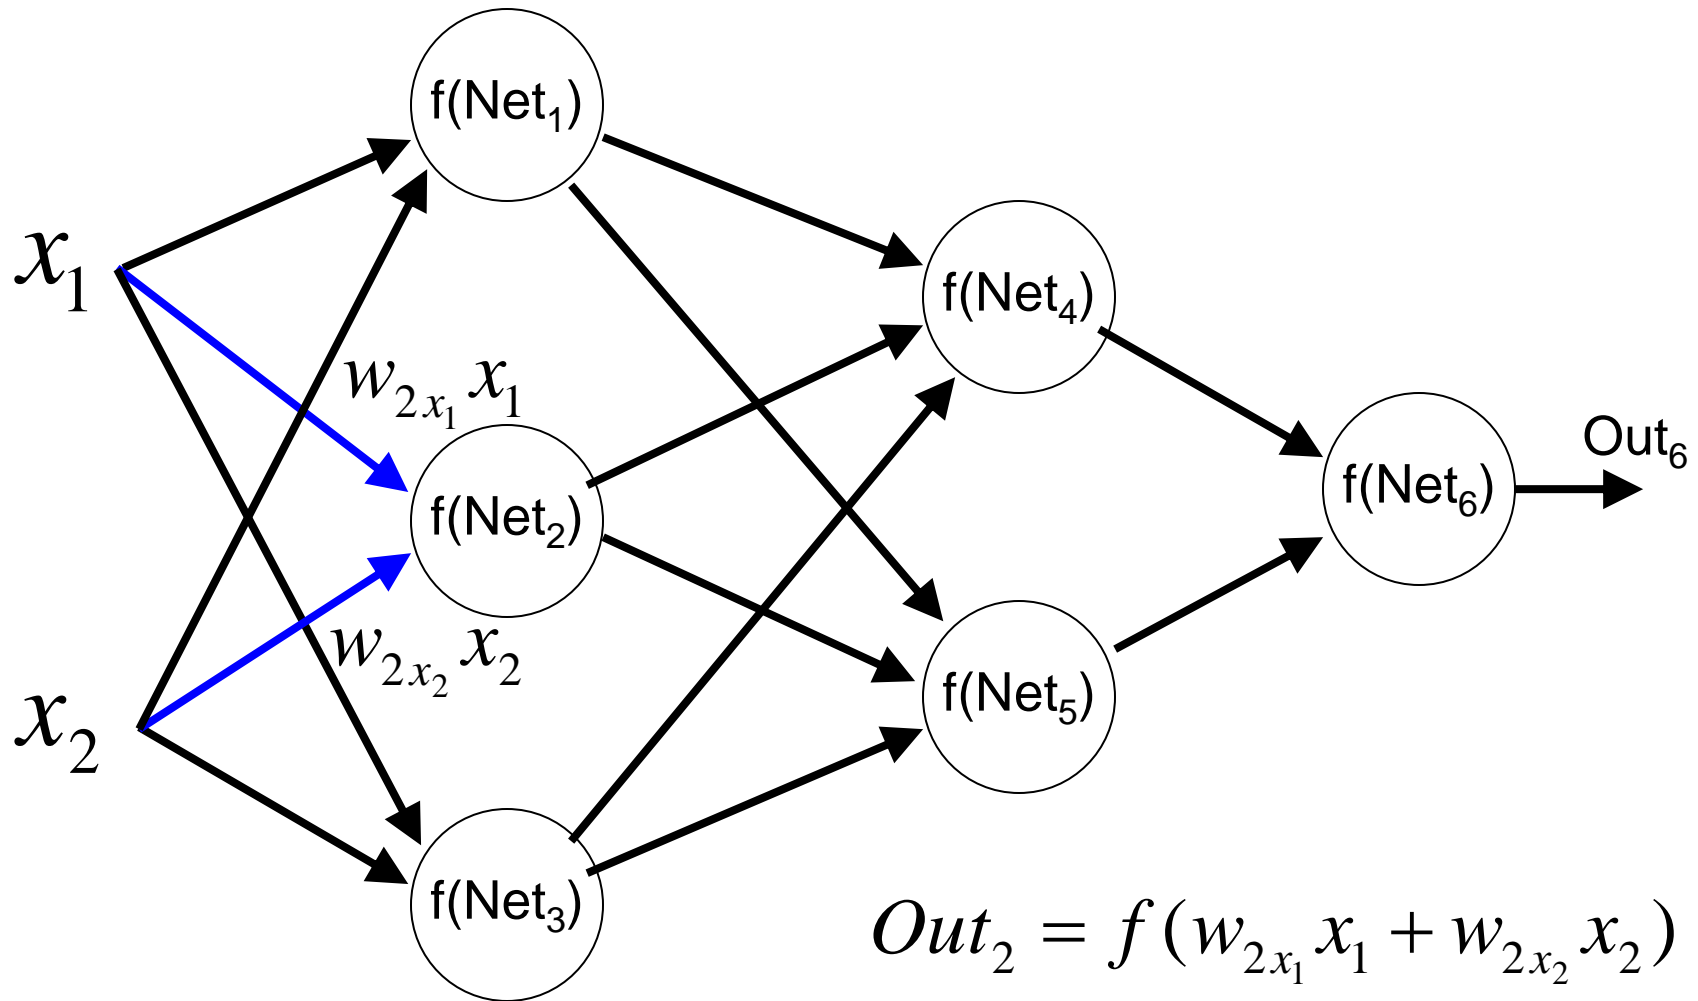 f(Net₁)
x₁
f(Net₄)
w₂ₓ₁ x₁
Out₆
f(Net₆)
f(Net₂)
w₂ₓ₂ x₂
f(Net₅)
x₂
f(Net₃)
Out₂ = f(w₂ₓ₁ x₁ + w₂ₓ₂ x₂)